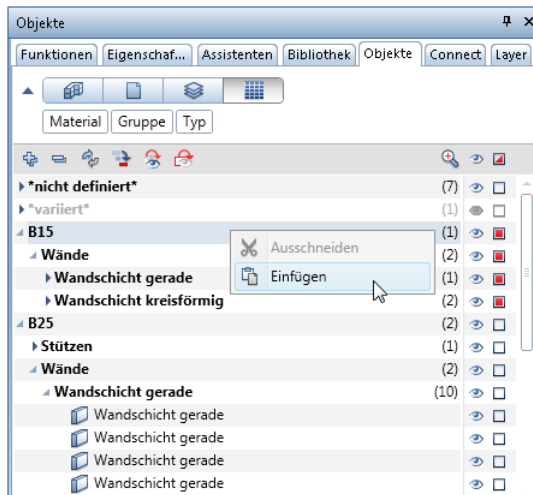 Objekte
Funktionen Eigenschaf... Assistenten Bibliothek Objekte Connect Layer
Material Gruppe Typ
*nicht definiert* (7)
*variiert* (1)
B15 (1)
Ausschneiden
Wände (2)
Einfügen
Wandschicht gerade (1)
Wandschicht kreisförmig (2)
B25 (2)
Stützen (1)
Wände (2)
Wandschicht gerade (10)
Wandschicht gerade
Wandschicht gerade
Wandschicht gerade
Wandschicht gerade